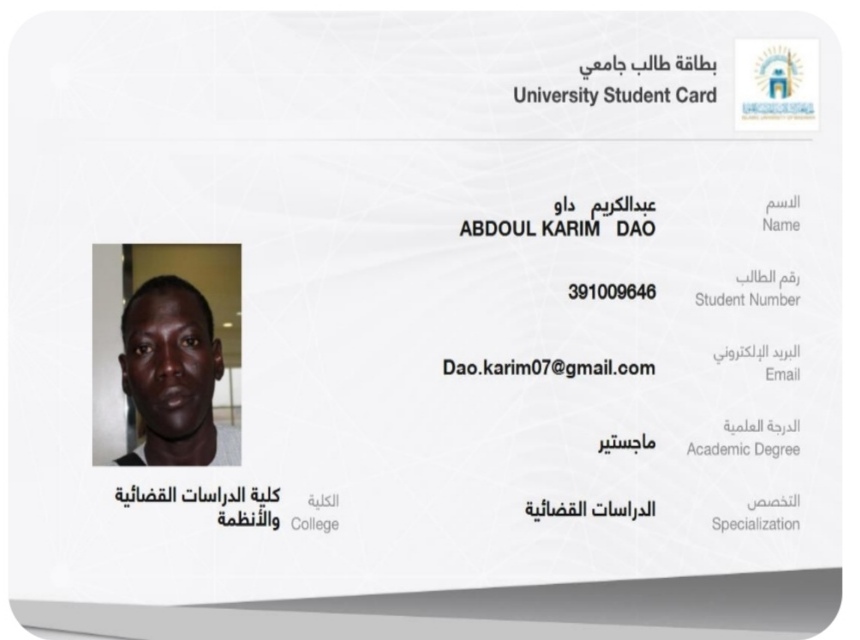 بطاقة طالب جامعي
University Student Card
الاسم
عبدالكريم داو
Name
ABDOUL KARIM DAO
رقم الطالب
Student Number
391009646
البريد الإلكتروني
Email
Dao.karim07@gmail.com
الدرجة العلمية
Academic Degree
ماجستير
التخصص
Specialization
الدراسات القضائية
الكلية
College
كلية الدراسات القضائية
والأنظمة